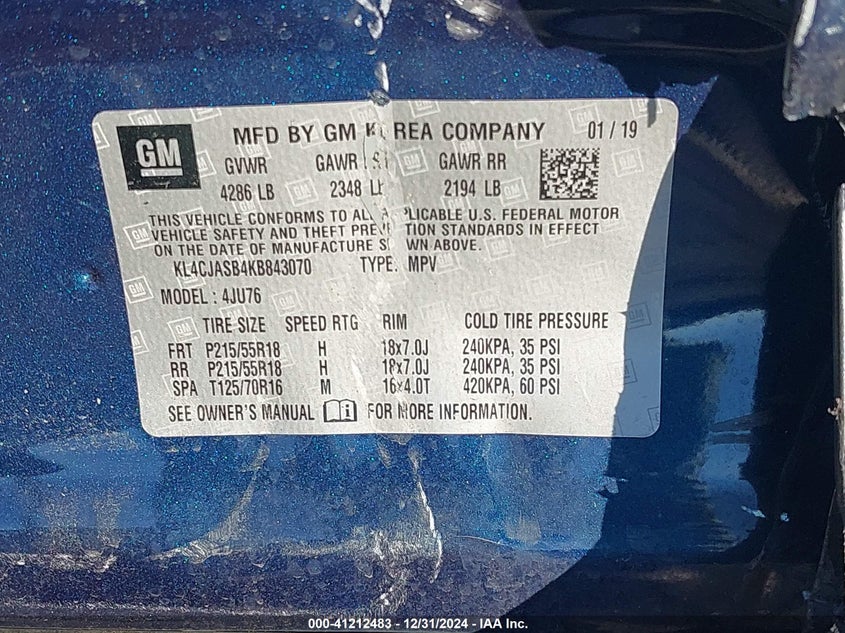 GM MFD BY GM KOREA COMPANY 01 / 19
GVWR GAWR GAWR RR
4286 LB 2348 LB 2194 LB
THIS VEHICLE CONFORMS TO ALL APPLICABLE U.S. FEDERAL MOTOR
VEHICLE SAFETY AND THEFT PREVENTION STANDARDS IN EFFECT
ON THE DATE OF MANUFACTURE SHOWN ABOVE.
KL4CJASB4KB843070 TYPE: MPV
MODEL : 4JU76
TIRE SIZE SPEED RTG RIM COLD TIRE PRESSURE
FRT P215/55R18 H 18x7.0J 240KPA, 35 PSI
RR P215/55R18 H 18x7.0J 240KPA, 35 PSI
SPA T125/70R16 M 16x4.0T 420KPA, 60 PSI
SEE OWNER'S MANUAL FOR MORE INFORMATION.
000-41212483 - 12/31/2024 - IAA Inc.